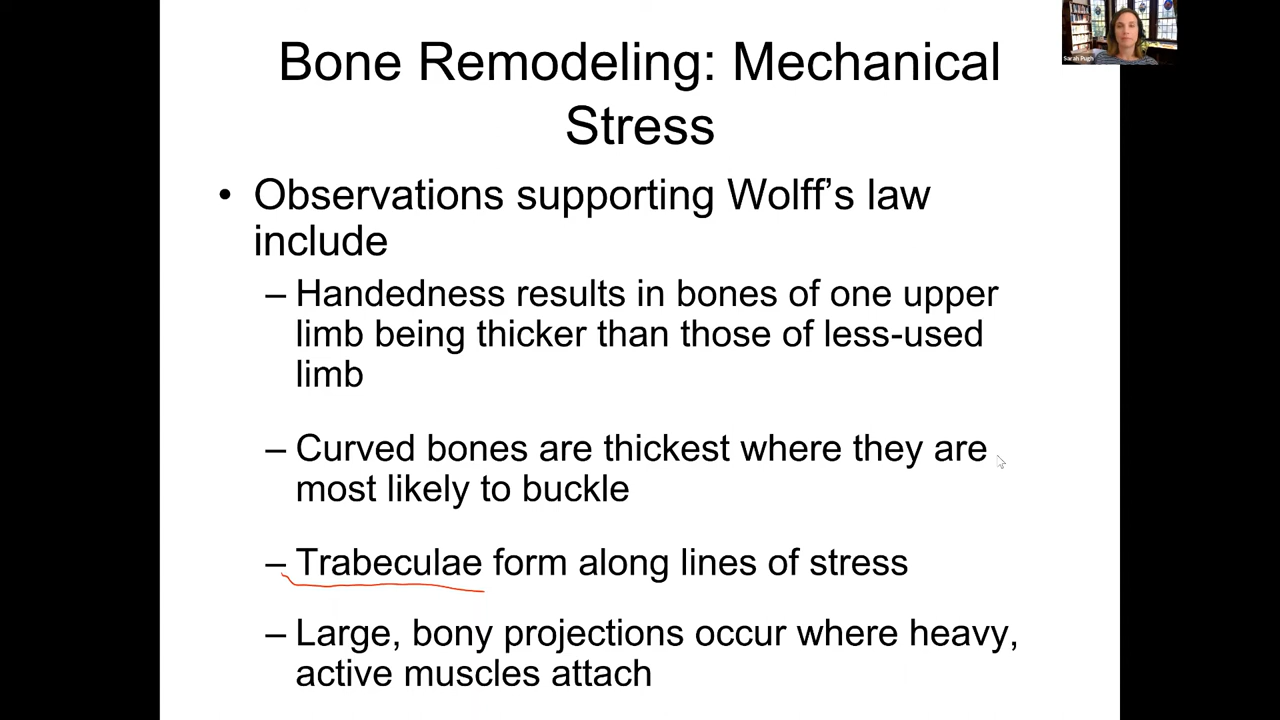 Bone Remodeling: Mechanical
Stress
• Observations supporting Wolff’s law
include
– Handedness results in bones of one upper
limb being thicker than those of less-used
limb
– Curved bones are thickest where they are
most likely to buckle
– Trabeculae form along lines of stress
– Large, bony projections occur where heavy,
active muscles attach
Sarah Pugh